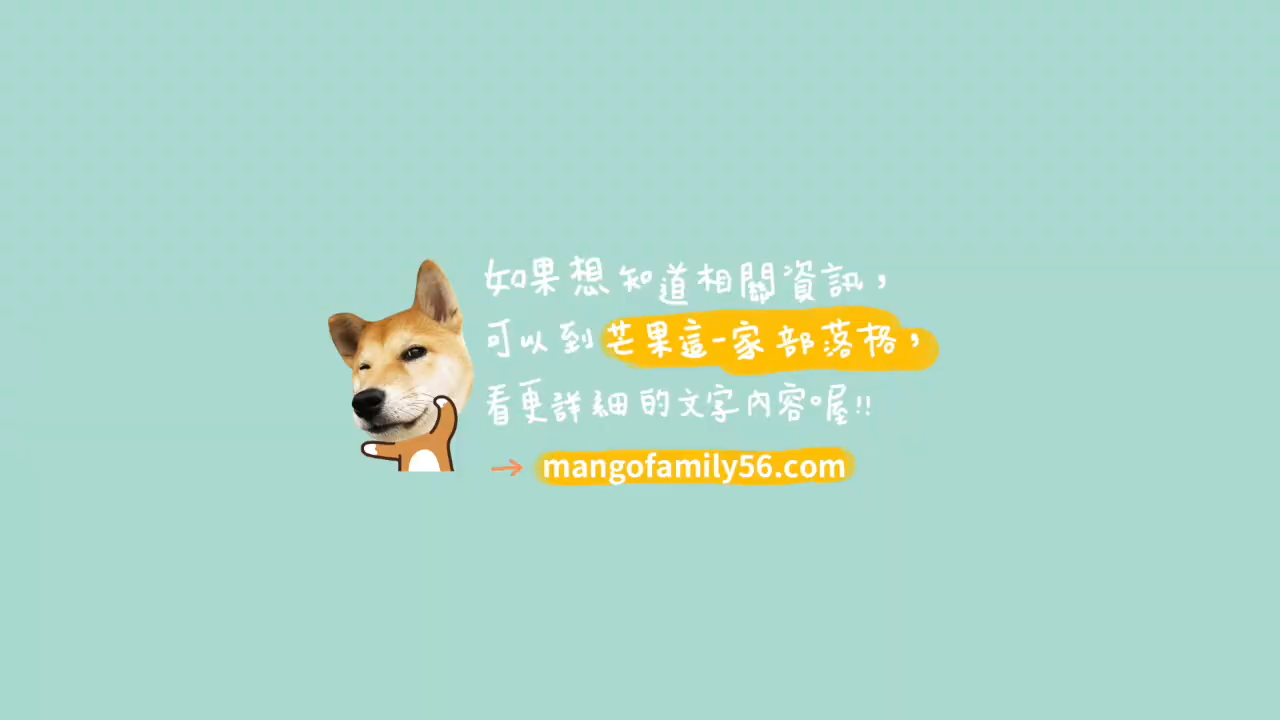 如果想知道相關資訊，
可以到芒果這一家部落格，
看更詳細的文字內容喔!!
→ mangofamily56.com